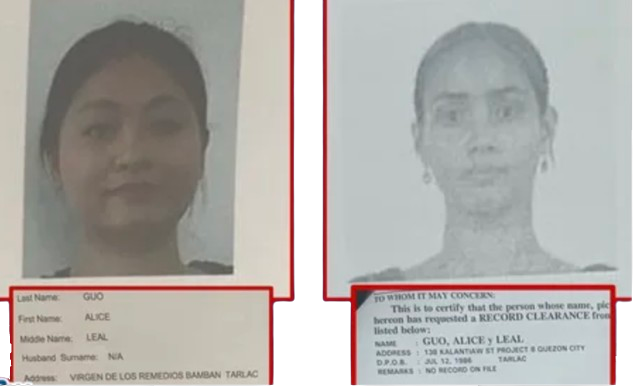 Last Name: GUO
First Name: ALICE
Middle Name: LEAL
Husband Surname: N/A
Address: VIRGEN DE LOS REMEDIOS BAMBAN TARLAC
TO WHOM IT MAY CONCERN:
This is to certify that the person whose name, pic
hereon has requested a RECORD CLEARANCE from
listed below:
NAME : GUO, ALICE y LEAL
ADDRESS : 138 KALANTIAW ST PROJECT 8 QUEZON CITY
D.P.O.B. : JUL 12, 1986 TARLAC
REMARKS : NO RECORD ON FILE